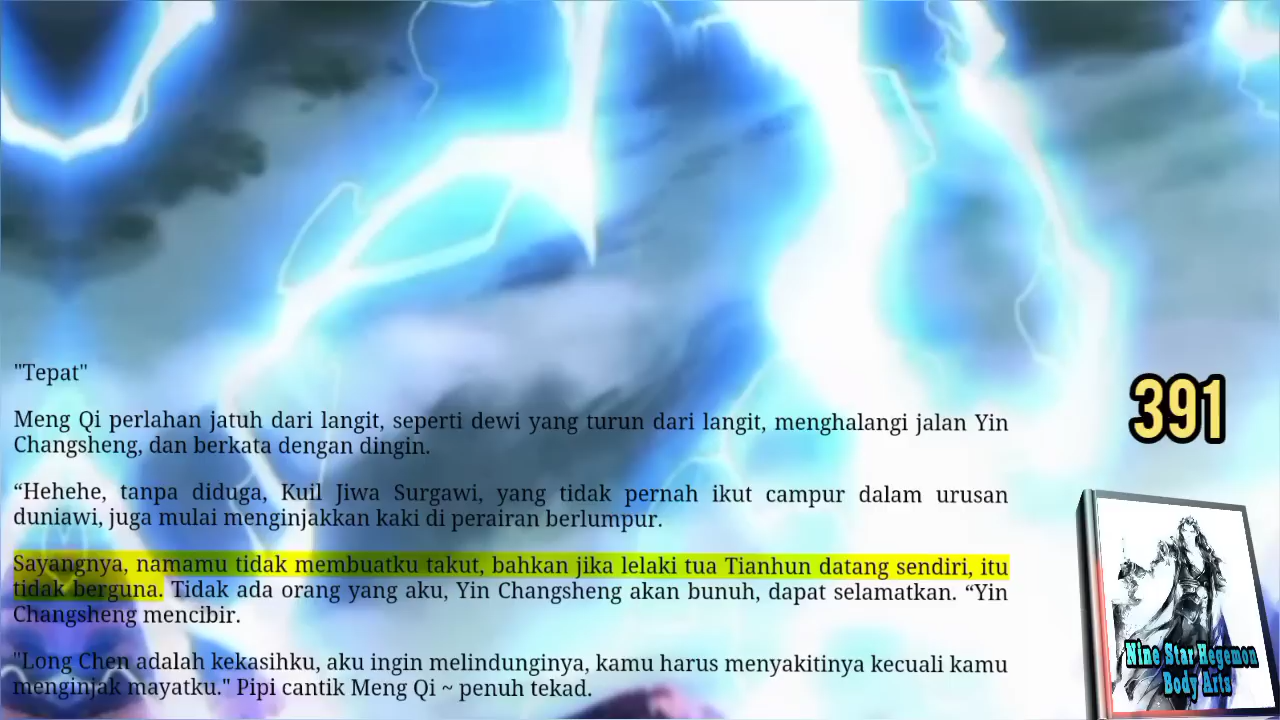 "Tepat"
Meng Qi perlahan jatuh dari langit, seperti dewi yang turun dari langit, menghalangi jalan Yin
Changsheng, dan berkata dengan dingin.
“Hehehe, tanpa diduga, Kuil Jiwa Surgawi, yang tidak pernah ikut campur dalam urusan
duniawi, juga mulai menginjakkan kaki di perairan berlumpur.
Sayangnya, namamu tidak membuatku takut, bahkan jika lelaki tua Tianhun datang sendiri, itu
tidak berguna. Tidak ada orang yang aku, Yin Changsheng akan bunuh, dapat selamatkan. “Yin
Changsheng mencibir.
"Long Chen adalah kekasihku, aku ingin melindunginya, kamu harus menyakitinya kecuali kamu
menginjak mayatku." Pipi cantik Meng Qi ~ penuh tekad.
391
Nine Star Hegemon
Body Arts